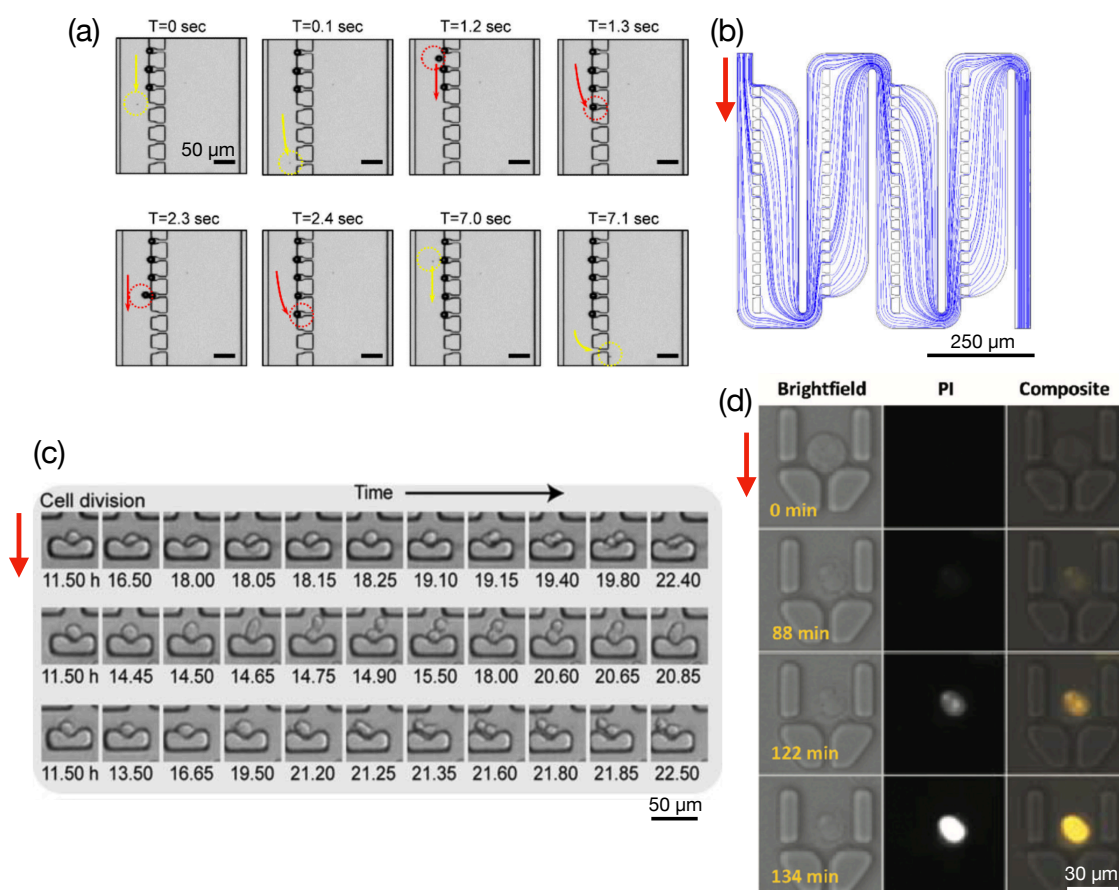 (a)
T=0 sec T=0.1 sec T=1.2 sec T=1.3 sec
50 μm
T=2.3 sec T=2.4 sec T=7.0 sec T=7.1 sec
(b)
250 μm
(c)
Cell division Time
11.50 h 16.50 18.00 18.05 18.15 18.25 19.10 19.15 19.40 19.80 22.40
11.50 h 14.45 14.50 14.65 14.75 14.90 15.50 18.00 20.60 20.65 20.85
11.50 h 13.50 16.65 19.50 21.20 21.25 21.35 21.60 21.80 21.85 22.50
50 μm
(d)
Brightfield PI Composite
0 min
88 min
122 min
134 min
30 μm